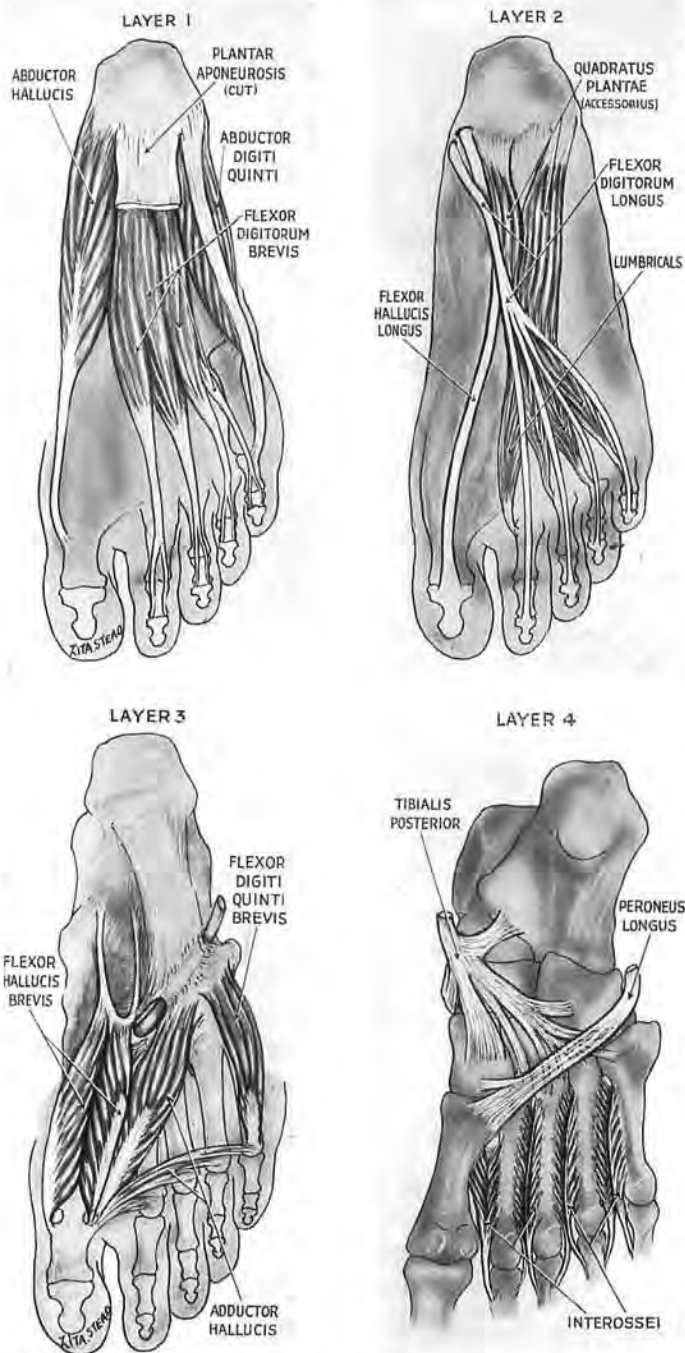 LAYER 1
ABDUCTOR
HALLUCIS
PLANTAR
APONEUROSIS
(CUT)
ABDUCTOR
DIGITI
QUINTI
FLEXOR
DIGITORUM
BREVIS
RITA.STEAD
LAYER 2
QUADRATUS
PLANTAE
(ACCESSORIUS)
FLEXOR
DIGITORUM
LONGUS
LUMBRICALS
FLEXOR
HALLUCIS
LONGUS
LAYER 3
FLEXOR
DIGITI
QUINTI
BREVIS
FLEXOR
HALLUCIS
BREVIS
ADDUCTOR
HALLUCIS
RITA.STEAD
LAYER 4
TIBIALIS
POSTERIOR
PERONEUS
LONGUS
INTEROSSEI